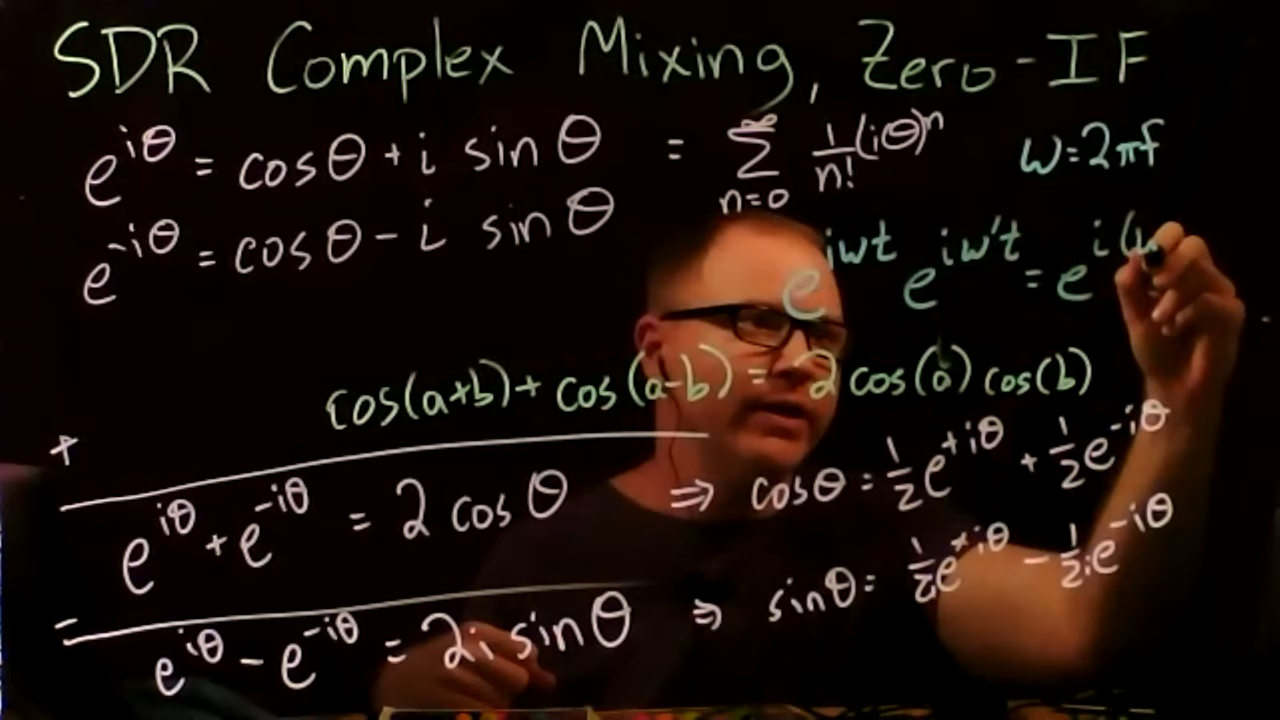 SDR Complex Mixing, Zero-IF
e^{iθ} = cosθ + i sinθ = ∑_{n=0}^{∞} 1/n! (iθ)^n
ω=2πf
e^{-iθ} = cosθ - i sinθ
e^{iωt} e^{iω't} = e^{i(ω
cos(a+b)+ cos(a-b) = 2 cos(a) cos(b)
+
e^{iθ} + e^{-iθ} = 2 cosθ ⇒ cosθ = 1/2 e^{+iθ} + 1/2 e^{-iθ}
-
e^{iθ} - e^{-iθ} = 2i sinθ ⇒ sinθ = 1/2i e^{+iθ} - 1/2i e^{-iθ}